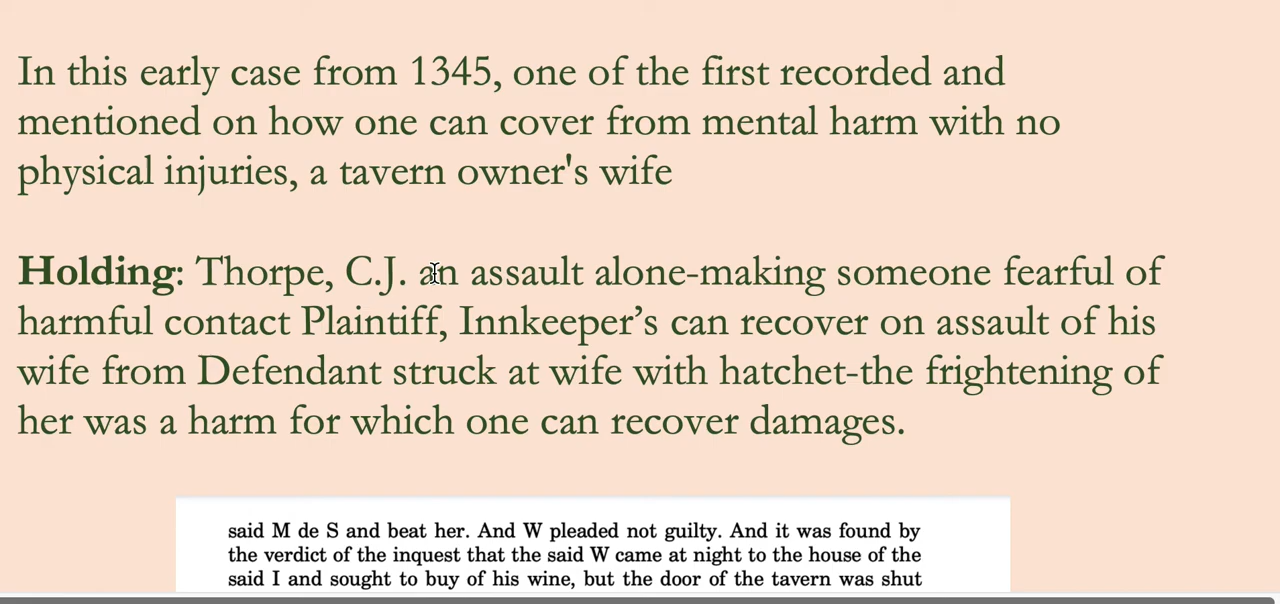 In this early case from 1345, one of the first recorded and
mentioned on how one can cover from mental harm with no
physical injuries, a tavern owner's wife
Holding: Thorpe, C.J. an assault alone-making someone fearful of
harmful contact Plaintiff, Innkeeper’s can recover on assault of his
wife from Defendant struck at wife with hatchet-the frightening of
her was a harm for which one can recover damages.
said M de S and beat her. And W pleaded not guilty. And it was found by
the verdict of the inquest that the said W came at night to the house of the
said I and sought to buy of his wine, but the door of the tavern was shut